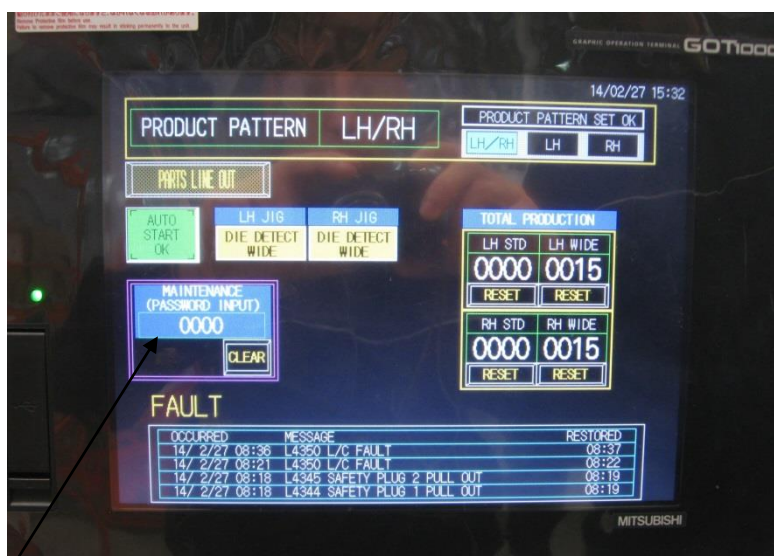 GRAPHIC OPERATION TERMINAL GOT1000
14/02/27 15:32
PRODUCT PATTERN LH/RH
PRODUCT PATTERN SET OK
LH/RH LH RH
PARTS LINE OUT
AUTO START OK
LH JIG
DIE DETECT WIDE
RH JIG
DIE DETECT WIDE
MAINTENANCE
(PASSWORD INPUT)
0000
CLEAR
TOTAL PRODUCTION
LH STD LH WIDE
0000 0015
RESET RESET
RH STD RH WIDE
0000 0015
RESET RESET
FAULT
OCCURRED MESSAGE RESTORED
14/ 2/27 08:36 L4350 L/C FAULT 08:37
14/ 2/27 08:21 L4350 L/C FAULT 08:22
14/ 2/27 08:18 L4345 SAFETY PLUG 2 PULL OUT 08:19
14/ 2/27 08:18 L4344 SAFETY PLUG 1 PULL OUT 08:19
MITSUBISHI